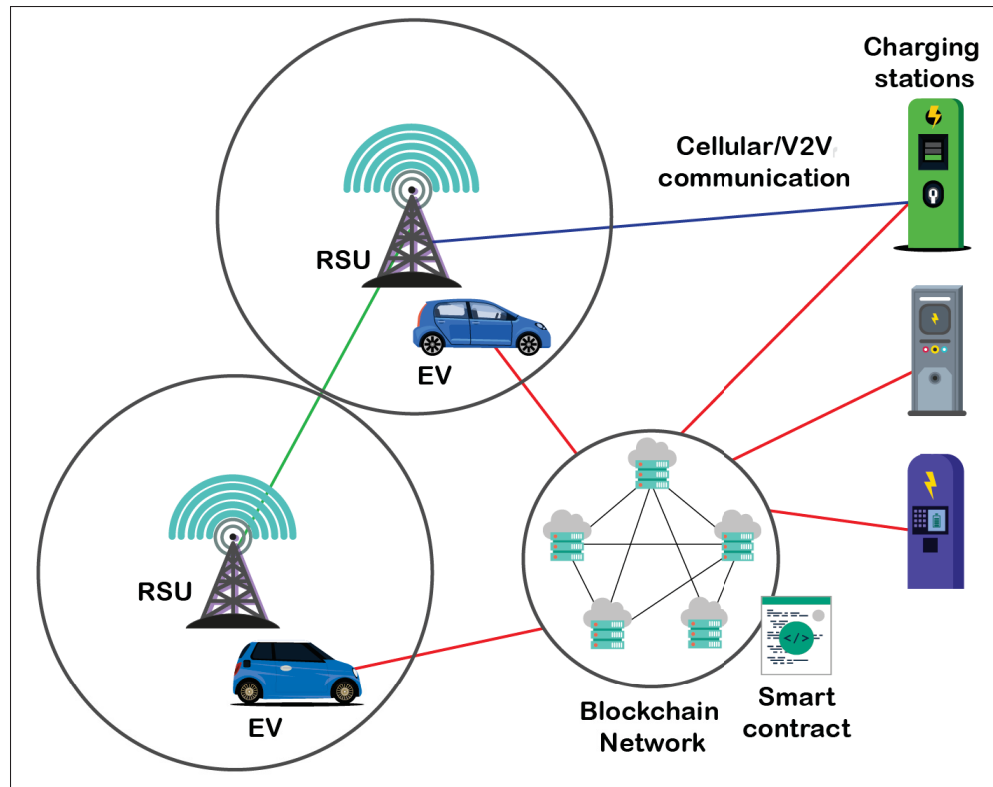 Charging
stations
Cellular/V2V
communication
RSU
EV
RSU
EV
</>
Blockchain
Network
Smart
contract